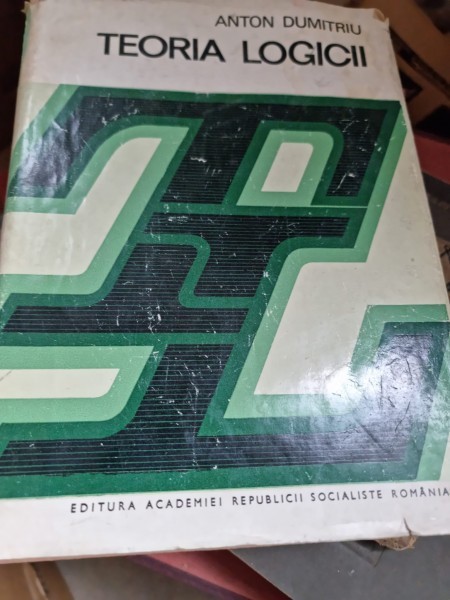 ANTON DUMITRIU
TEORIA LOGICII
EDITURA ACADEMIEI REPUBLICII SOCIALISTE ROMÂNIA